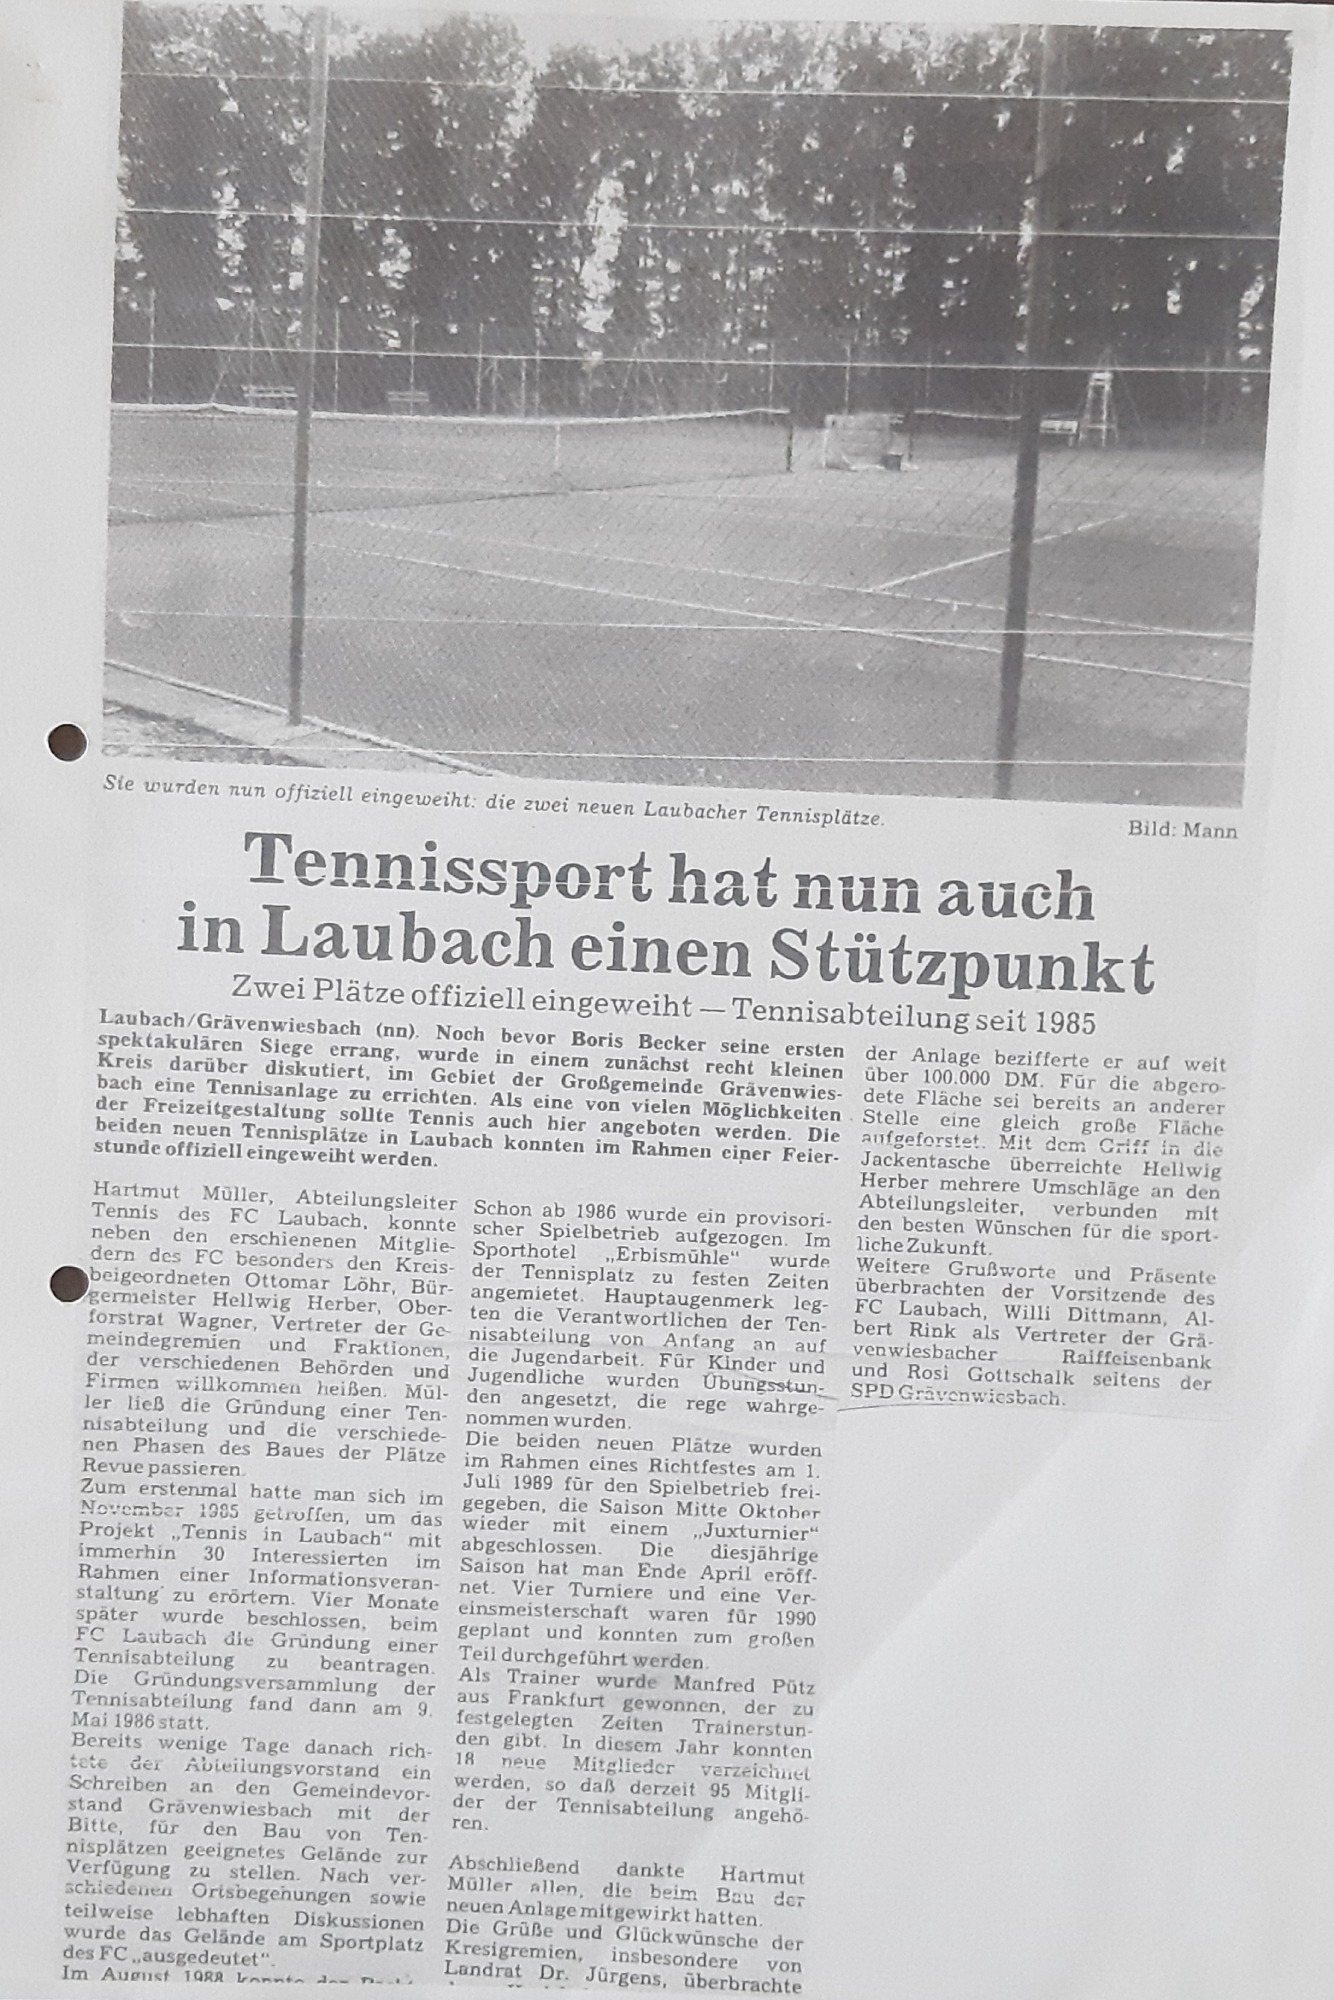 Sie wurden nun offiziell eingeweiht: die zwei neuen Laubacher Tennisplätze.
Bild: Mann
Tennissport hat nun auch
in Laubach einen Stützpunkt
Zwei Plätze offiziell eingeweiht — Tennisabteilung seit 1985
Laubach/Grävenwiesbach (nn). Noch bevor Boris Becker seine ersten
spektakulären Siege errang, wurde in einem zunächst recht kleinen
Kreis darüber diskutiert, im Gebiet der Großgemeinde Grävenwies-
bach eine Tennisanlage zu errichten. Als eine von vielen Möglichkeiten
der Freizeitgestaltung sollte Tennis auch hier angeboten werden. Die
beiden neuen Tennisplätze in Laubach konnten im Rahmen einer Feier-
stunde offiziell eingeweiht werden.
Hartmut Müller, Abteilungsleiter
Tennis des FC Laubach, konnte
neben den erschienenen Mitglie-
dern des FC besonders den Kreis-
beigeordneten Ottomar Löhr, Bür-
germeister Hellwig Herber, Ober-
forstrat Wagner, Vertreter der Ge-
meindegremien und Fraktionen,
der verschiedenen Behörden und
Firmen willkommen heißen. Mül-
ler ließ die Gründung einer Ten-
nisabteilung und die verschiede-
nen Phasen des Baues der Plätze
Revue passieren.
Zum erstenmal hatte man sich im
November 1985 getroffen, um das
Projekt „Tennis in Laubach“ mit
immerhin 30 Interessierten im
Rahmen einer Informationsveran-
staltung zu erörtern. Vier Monate
später wurde beschlossen, beim
FC Laubach die Gründung einer
Tennisabteilung zu beantragen.
Die Gründungsversammlung der
Tennisabteilung fand dann am 9.
Mai 1986 statt.
Bereits wenige Tage danach rich-
tete der Abteilungsvorstand ein
Schreiben an den Gemeindevor-
stand Grävenwiesbach mit der
Bitte, für den Bau von Ten-
nisplätzen geeignetes Gelände zur
Verfügung zu stellen. Nach ver-
schiedenen Ortsbegehungen sowie
teilweise lebhaften Diskussionen
wurde das Gelände am Sportplatz
des FC „ausgedeutet“.
Im August 1988 konnte der
Schon ab 1986 wurde ein provisori-
scher Spielbetrieb aufgezogen. Im
Sporthotel „Erbismühle“ wurde
der Tennisplatz zu festen Zeiten
angemietet. Hauptaugenmerk leg-
ten die Verantwortlichen der Ten-
nisabteilung von Anfang an auf
die Jugendarbeit. Für Kinder und
Jugendliche wurden Übungsstun-
den angesetzt, die rege wahrge-
nommen wurden.
Die beiden neuen Plätze wurden
im Rahmen eines Richtfestes am 1.
Juli 1989 für den Spielbetrieb frei-
gegeben, die Saison Mitte Oktober
wieder mit einem „Juxturnier“
abgeschlossen. Die diesjährige
Saison hat man Ende April eröff-
net. Vier Turniere und eine Ver-
einsmeisterschaft waren für 1990
geplant und konnten zum großen
Teil durchgeführt werden.
Als Trainer wurde Manfred Pütz
aus Frankfurt gewonnen, der zu
festgelegten Zeiten Trainerstun-
den gibt. In diesem Jahr konnten
18 neue Mitglieder verzeichnet
werden, so daß derzeit 95 Mitgli-
der der Tennisabteilung angehö-
ren.
Abschließend dankte Hartmut
Müller allen, die beim Bau der
neuen Anlage mitgewirkt hatten.
Die Grüße und Glückwünsche der
Kresigremien, insbesondere von
Landrat Dr. Jürgens, überbrachte
der Anlage bezifferte er auf weit
über 100.000 DM. Für die abgero-
dete Fläche sei bereits an anderer
Stelle eine gleich große Fläche
aufgeforstet. Mit dem Griff in die
Jackentasche überreichte Hellwig
Herber mehrere Umschläge an den
Abteilungsleiter, verbunden mit
den besten Wünschen für die sport-
liche Zukunft.
Weitere Grußworte und Präsente
überbrachten der Vorsitzende des
FC Laubach, Willi Dittmann, Al-
bert Rink als Vertreter der Grä-
venwiesbacher Raiffeisenbank
und Rosi Gottschalk seitens der
SPD Grävenwiesbach.